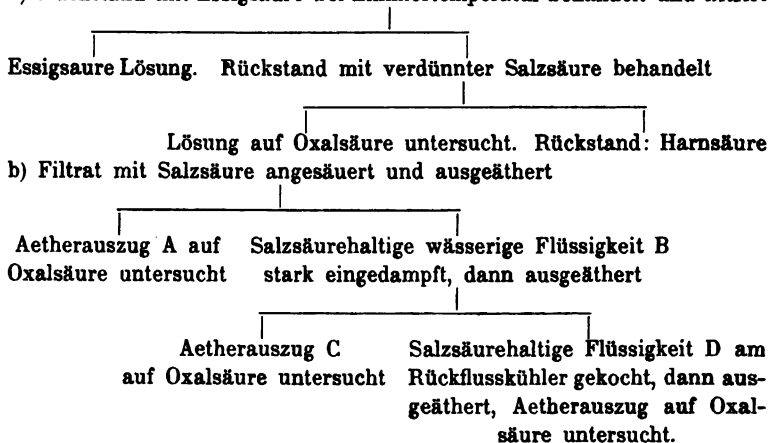 Essigsaure Lösung. Rückstand mit verdünnter Salzsäure behandelt
Lösung auf Oxalsäure untersucht. Rückstand: Harnsäure
b) Filtrat mit Salzsäure angesäuert und ausgeäthert
Aetherauszug A auf Salzsäurehaltige wässerige Flüssigkeit B
Oxalsäure untersucht stark eingedampft, dann ausgeäthert
Aetherauszug C Salzsäurehaltige Flüssigkeit D am
auf Oxalsäure untersucht Rückflusskühler gekocht, dann aus-
geäthert, Aetherauszug auf Oxal-
säure untersucht.